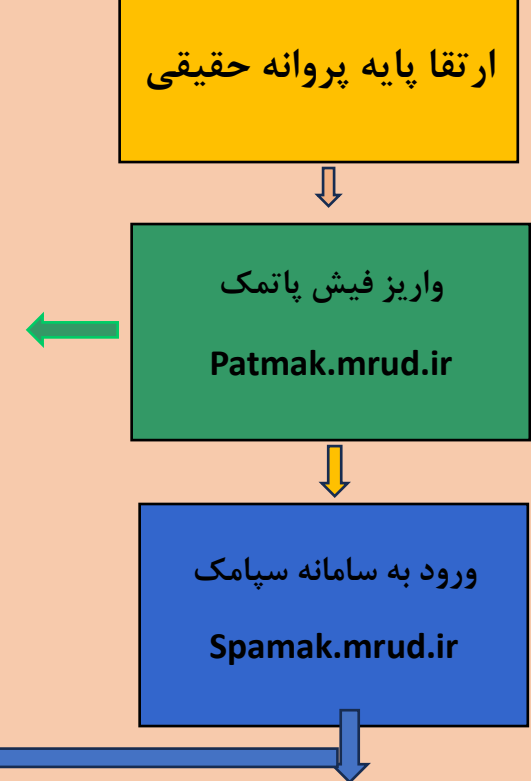 ارتقا پایه پروانه حقیقی
واریز فیش پاتمک
Patmak.mrud.ir
ورود به سامانه سپامک
Spamak.mrud.ir